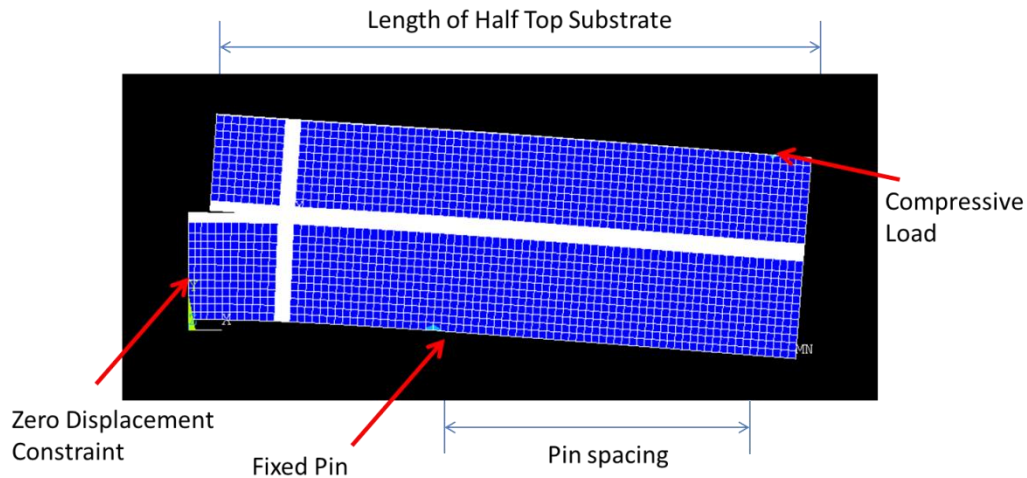 Length of Half Top Substrate
Compressive
Load
Y
X
MN
Zero Displacement
Constraint
Fixed Pin
Pin spacing